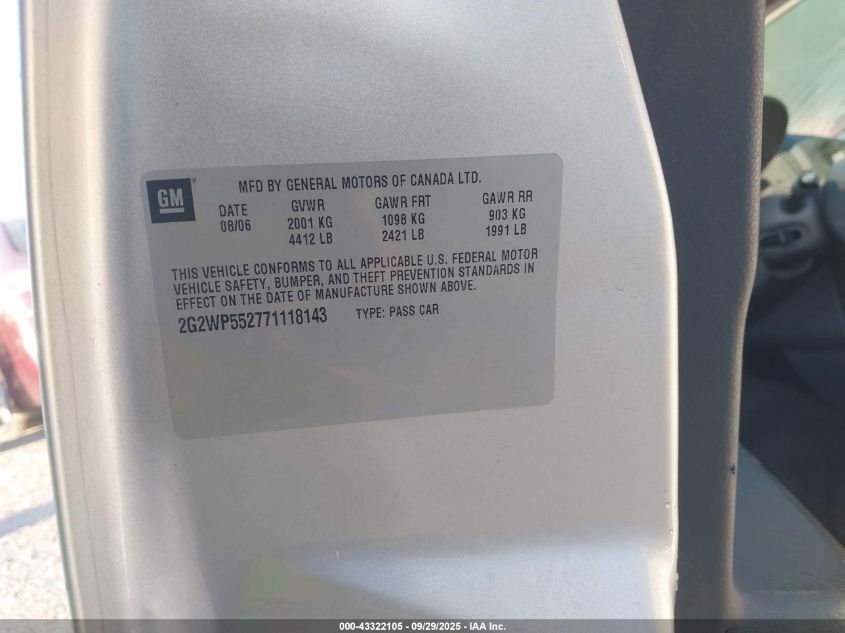 GM
MFD BY GENERAL MOTORS OF CANADA LTD.
DATE GVWR GAWR FRT GAWR RR
08/06 2001 KG 1098 KG 903 KG
4412 LB 2421 LB 1991 LB
THIS VEHICLE CONFORMS TO ALL APPLICABLE U.S. FEDERAL MOTOR
VEHICLE SAFETY, BUMPER, AND THEFT PREVENTION STANDARDS IN
EFFECT ON THE DATE OF MANUFACTURE SHOWN ABOVE.
2G2WP552771118143 TYPE: PASS CAR
000-43322105 - 09/29/2025 - IAA Inc.